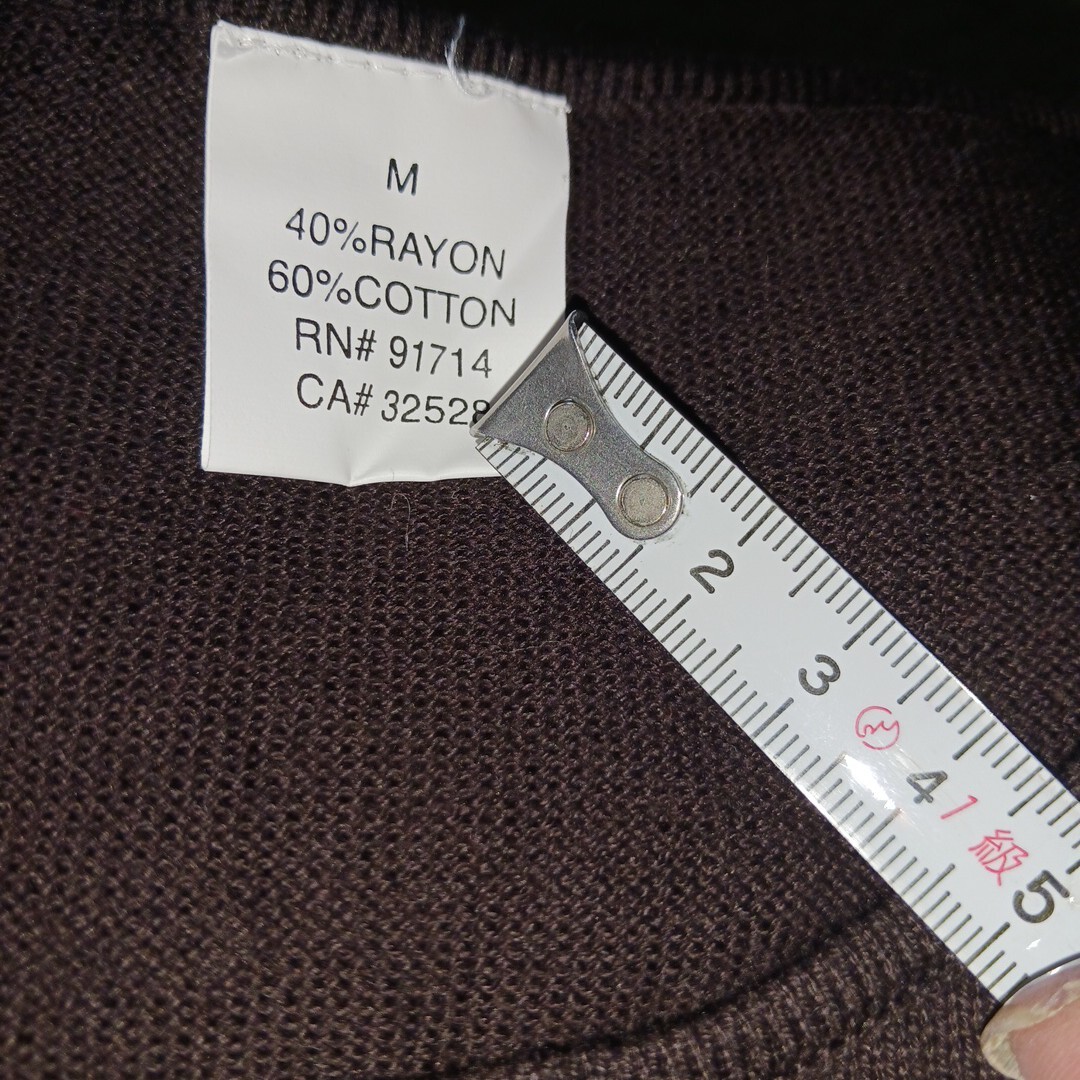 M
40%RAYON
60%COTTON
RN# 91714
CA# 32528
2
3
4
1級
5